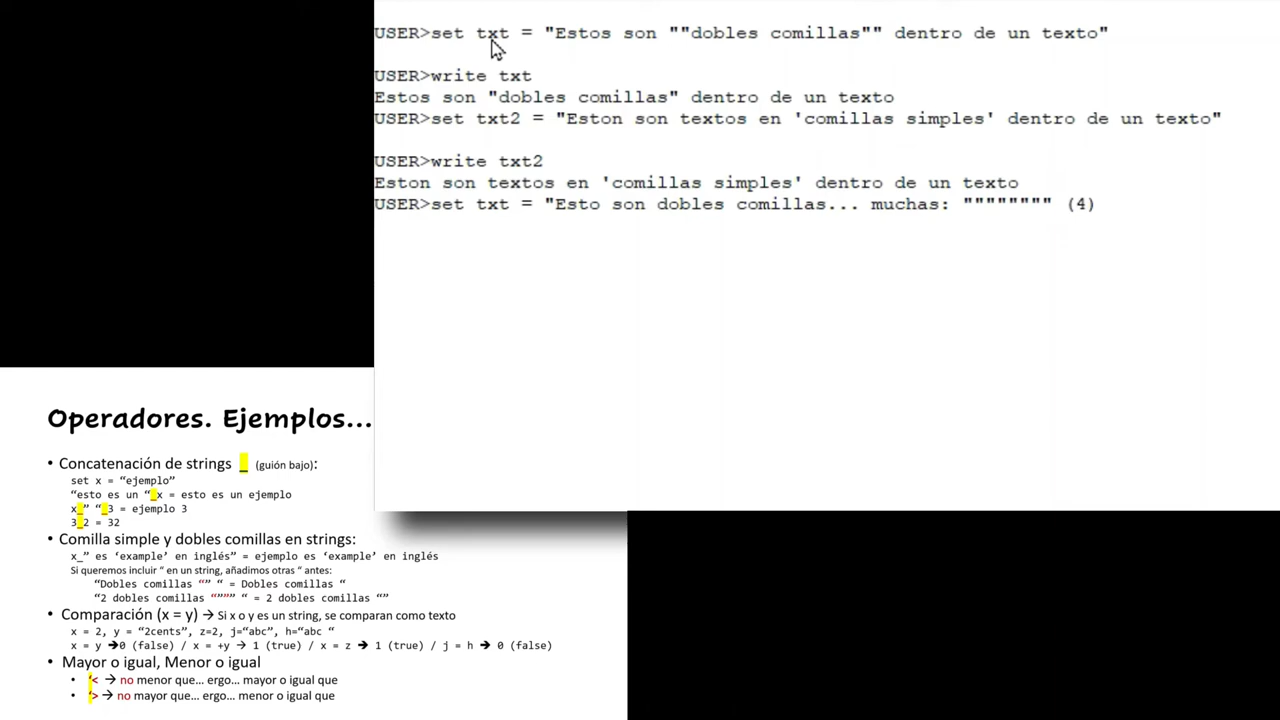 USER>set txt = "Estos son ""dobles comillas"" dentro de un texto"
USER>write txt
Estos son "dobles comillas" dentro de un texto
USER>set txt2 = "Eston son textos en 'comillas simples' dentro de un texto"
USER>write txt2
Eston son textos en 'comillas simples' dentro de un texto
USER>set txt = "Esto son dobles comillas... muchas: """""""" (4)
Operadores. Ejemplos...
• Concatenación de strings _ (guión bajo):
set x = “ejemplo”
“esto es un “_x = esto es un ejemplo
x_” “_3 = ejemplo 3
3_2 = 32
• Comilla simple y dobles comillas en strings:
x_” es ‘example’ en inglés” = ejemplo es ‘example’ en inglés
Si queremos incluir “ en un string, añadimos otras “ antes:
“Dobles comillas “” “ = Dobles comillas “
“2 dobles comillas “””” “ = 2 dobles comillas “”
• Comparación (x = y) → Si x o y es un string, se comparan como texto
x = 2, y = “2cents”, z=2, j=“abc”, h=“abc “
x = y →0 (false) / x = +y → 1 (true) / x = z → 1 (true) / j = h → 0 (false)
• Mayor o igual, Menor o igual
• ‘< → no menor que… ergo… mayor o igual que
• ‘> → no mayor que… ergo… menor o igual que